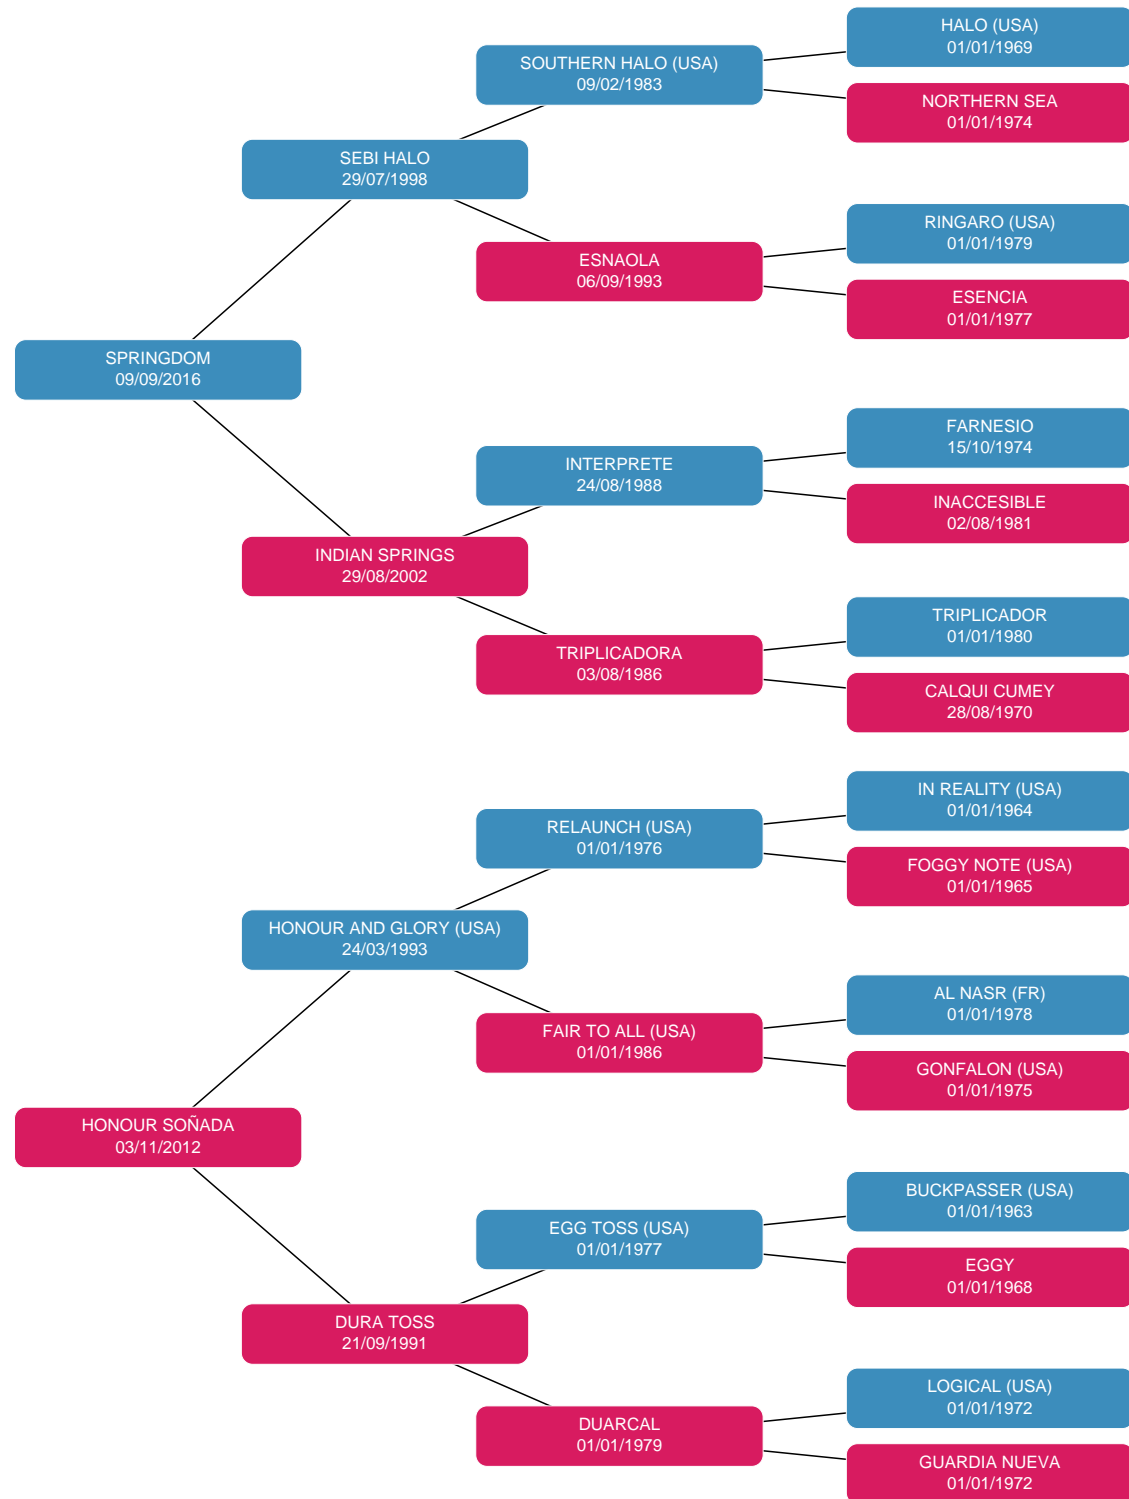 HALO (USA)
01/01/1969
SOUTHERN HALO (USA)
09/02/1983
NORTHERN SEA
01/01/1974
SEBI HALO
29/07/1998
RINGARO (USA)
01/01/1979
ESNAOLA
06/09/1993
ESENCIA
01/01/1977
SPRINGDOM
09/09/2016
FARNESIO
15/10/1974
INTERPRETE
24/08/1988
INACCESIBLE
02/08/1981
INDIAN SPRINGS
29/08/2002
TRIPLICADOR
01/01/1980
TRIPLICADORA
03/08/1986
CALQUI CUMEY
28/08/1970
IN REALITY (USA)
01/01/1964
RELAUNCH (USA)
01/01/1976
FOGGY NOTE (USA)
01/01/1965
HONOUR AND GLORY (USA)
24/03/1993
AL NASR (FR)
01/01/1978
FAIR TO ALL (USA)
01/01/1986
GONFALON (USA)
01/01/1975
HONOUR SOÑADA
03/11/2012
BUCKPASSER (USA)
01/01/1963
EGG TOSS (USA)
01/01/1977
EGGY
01/01/1968
DURA TOSS
21/09/1991
LOGICAL (USA)
01/01/1972
DUARCAL
01/01/1979
GUARDIA NUEVA
01/01/1972